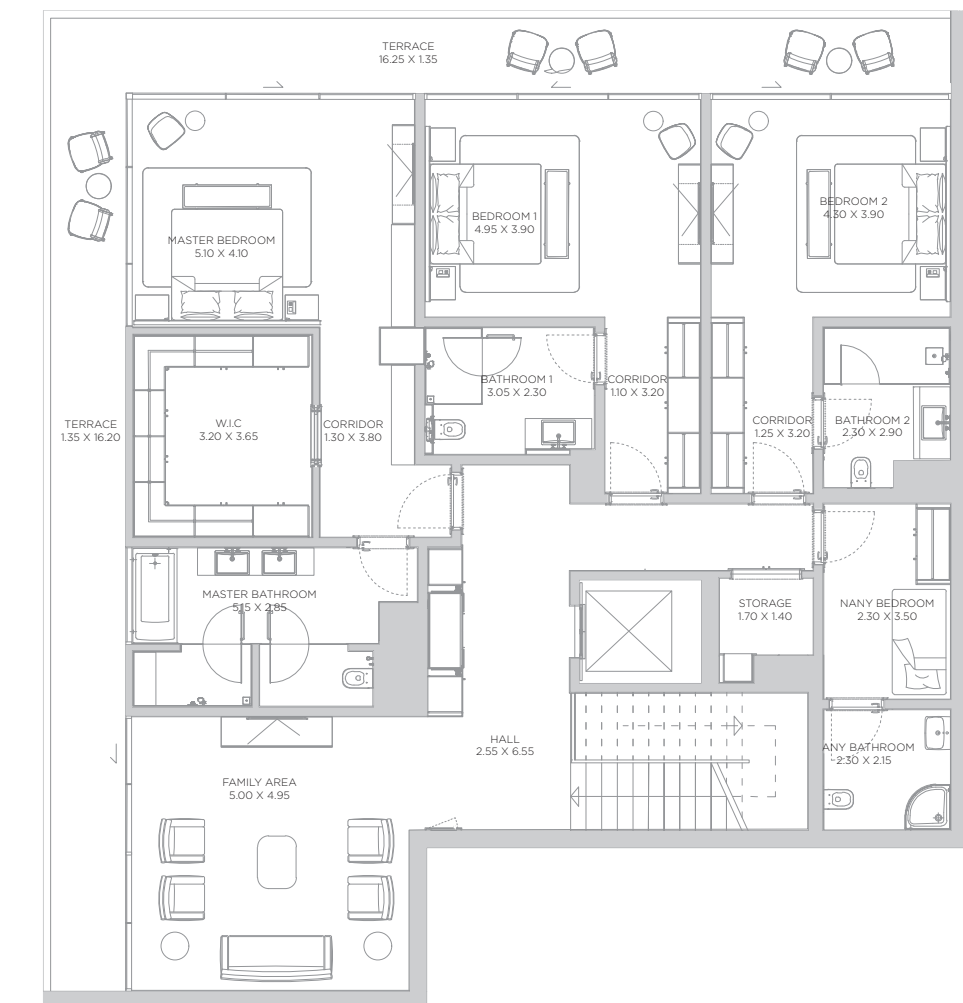 TERRACE
16.25 X 1.35
MASTER BEDROOM
5.10 X 4.10
BEDROOM 1
4.95 X 3.90
BEDROOM 2
4.30 X 3.90
TERRACE
1.35 X 16.20
W.I.C
3.20 X 3.65
CORRIDOR
1.30 X 3.80
BATHROOM 1
3.05 X 2.30
CORRIDOR
1.10 X 3.20
CORRIDOR
1.25 X 3.20
BATHROOM 2
2.30 X 2.90
MASTER BATHROOM
5.15 X 2.85
STORAGE
1.70 X 1.40
NANY BEDROOM
2.30 X 3.50
HALL
2.55 X 6.55
ANY BATHROOM
2.30 X 2.15
FAMILY AREA
5.00 X 4.95